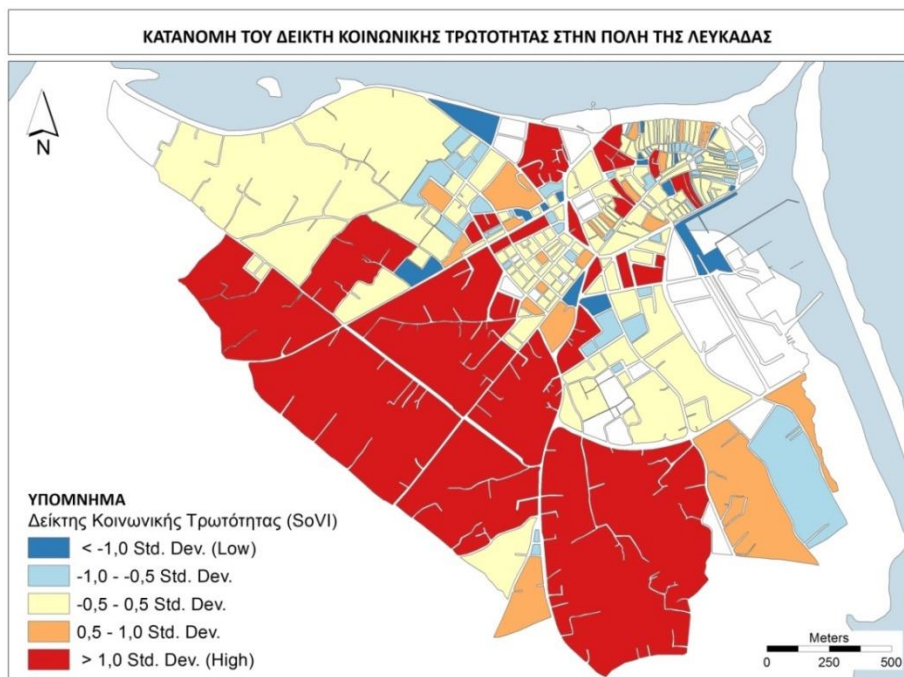 ΚΑΤΑΝΟΜΗ ΤΟΥ ΔΕΙΚΤΗ ΚΟΙΝΩΝΙΚΗΣ ΤΡΩΤΟΤΗΤΑΣ ΣΤΗΝ ΠΟΛΗ ΤΗΣ ΛΕΥΚΑΔΑΣ
N
ΥΠΟΜΝΗΜΑ
Δείκτης Κοινωνικής Τρωτότητας (SoVI)
< -1,0 Std. Dev. (Low)
-1,0 - -0,5 Std. Dev.
-0,5 - 0,5 Std. Dev.
0,5 - 1,0 Std. Dev.
> 1,0 Std. Dev. (High)
Meters
0 250 500